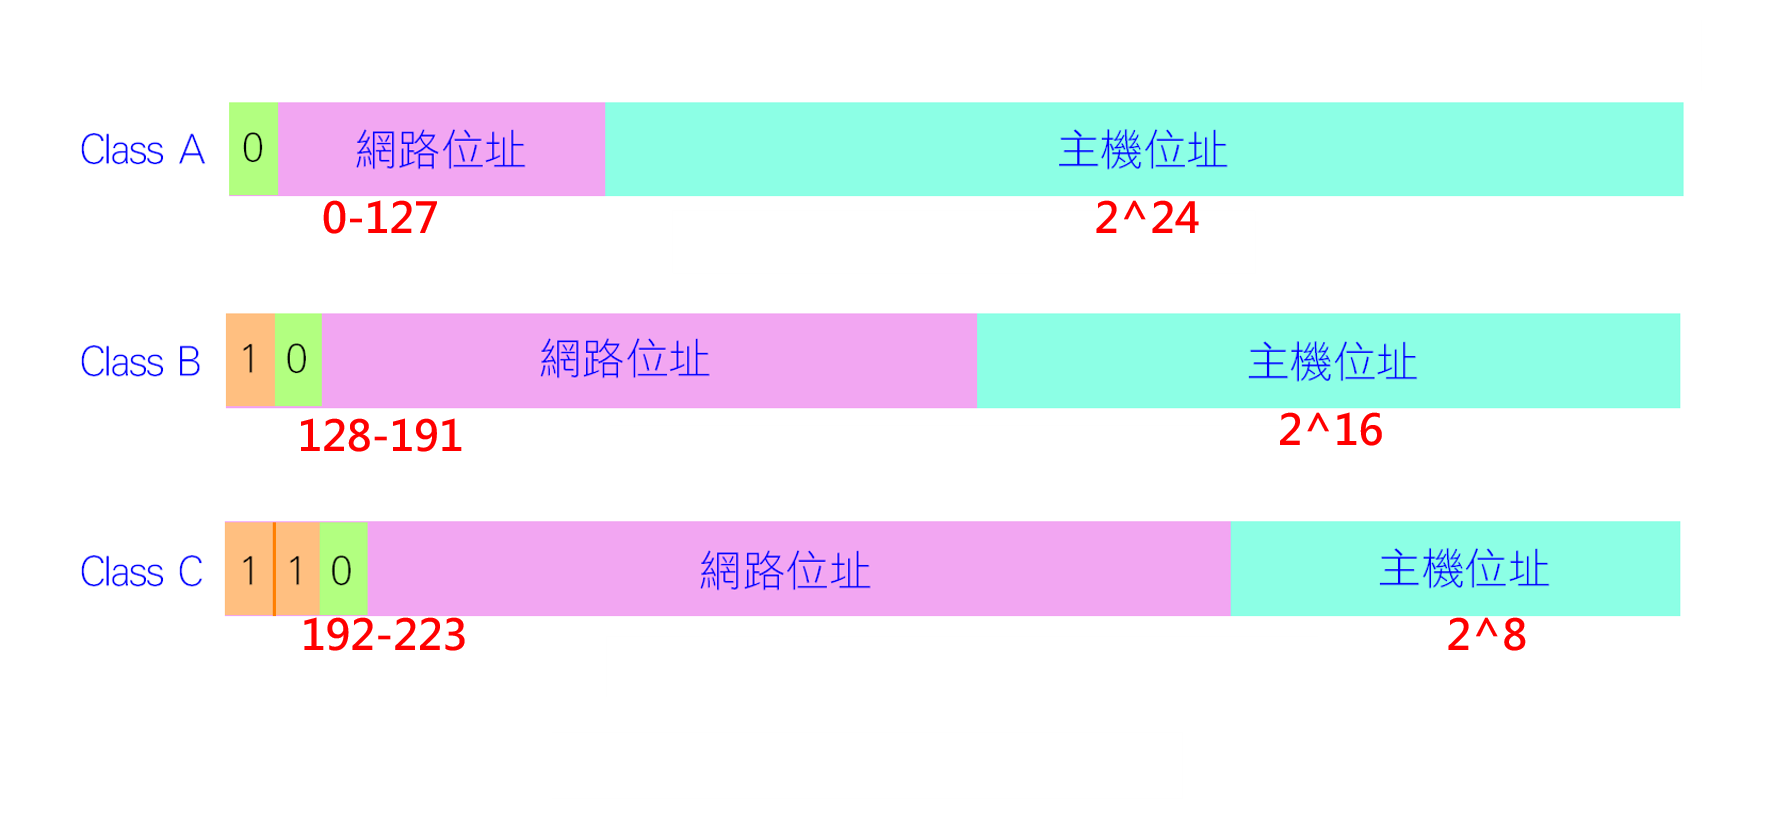 Class A 0 網路位址 主機位址
0-127 2^24
Class B 1 0 網路位址 主機位址
128-191 2^16
Class C 1 1 0 網路位址 主機位址
192-223 2^8